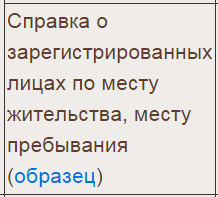 Справка о
зарегистрированных
лицах по месту
жительства, месту
пребывания
(образец)